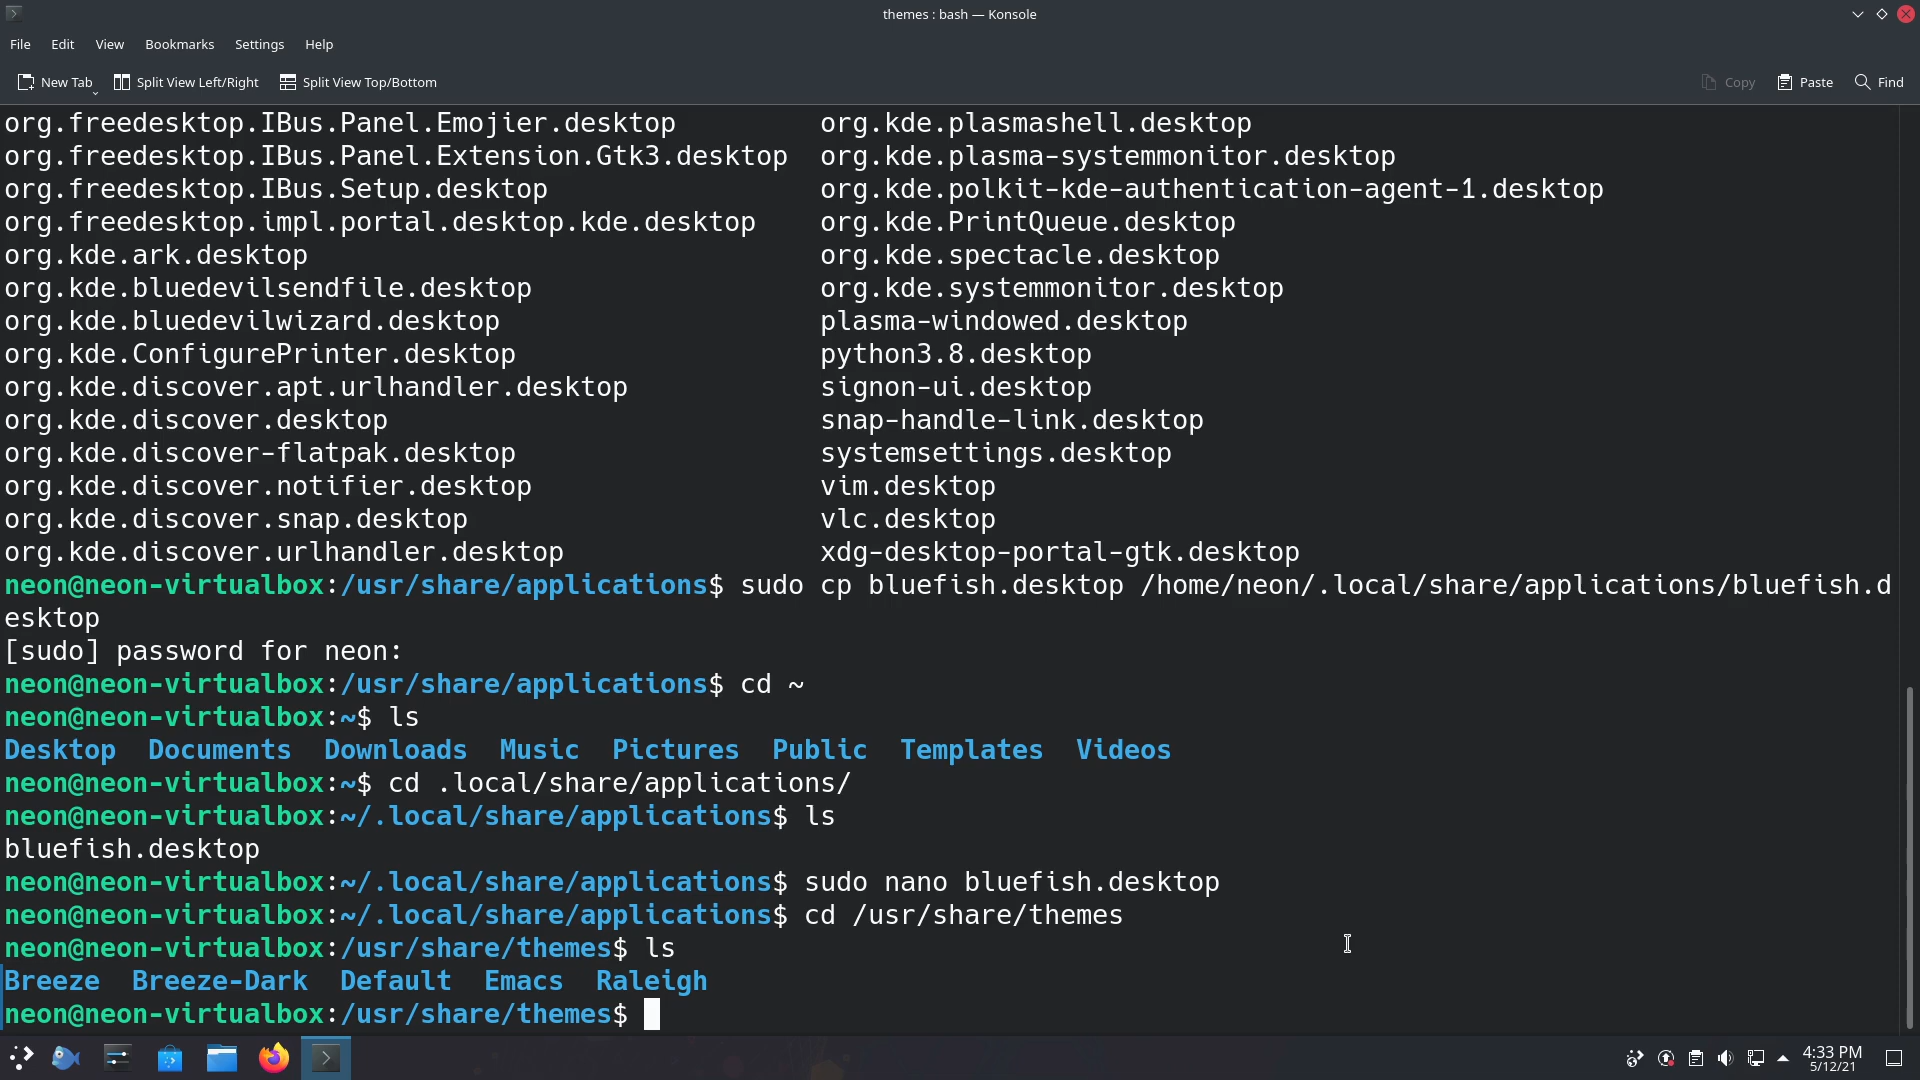 themes : bash — Konsole
File Edit View Bookmarks Settings Help
New Tab Split View Left/Right Split View Top/Bottom Copy Paste Find
org.freedesktop.IBus.Panel.Emojier.desktop org.kde.plasmashell.desktop
org.freedesktop.IBus.Panel.Extension.Gtk3.desktop org.kde.plasma-systemmonitor.desktop
org.freedesktop.IBus.Setup.desktop org.kde.polkit-kde-authentication-agent-1.desktop
org.freedesktop.impl.portal.desktop.kde.desktop org.kde.PrintQueue.desktop
org.kde.ark.desktop org.kde.spectacle.desktop
org.kde.bluedevilsendfile.desktop org.kde.systemmonitor.desktop
org.kde.bluedevilwizard.desktop plasma-windowed.desktop
org.kde.ConfigurePrinter.desktop python3.8.desktop
org.kde.discover.apt.urlhandler.desktop signon-ui.desktop
org.kde.discover.desktop snap-handle-link.desktop
org.kde.discover-flatpak.desktop systemsettings.desktop
org.kde.discover.notifier.desktop vim.desktop
org.kde.discover.snap.desktop vlc.desktop
org.kde.discover.urlhandler.desktop xdg-desktop-portal-gtk.desktop
neon@neon-virtualbox:/usr/share/applications$ sudo cp bluefish.desktop /home/neon/.local/share/applications/bluefish.d
esktop
[sudo] password for neon:
neon@neon-virtualbox:/usr/share/applications$ cd ~
neon@neon-virtualbox:~$ ls
Desktop Documents Downloads Music Pictures Public Templates Videos
neon@neon-virtualbox:~$ cd .local/share/applications/
neon@neon-virtualbox:~/.local/share/applications$ ls
bluefish.desktop
neon@neon-virtualbox:~/.local/share/applications$ sudo nano bluefish.desktop
neon@neon-virtualbox:~/.local/share/applications$ cd /usr/share/themes
neon@neon-virtualbox:/usr/share/themes$ ls
Breeze Breeze-Dark Default Emacs Raleigh
neon@neon-virtualbox:/usr/share/themes$
4:33 PM
5/12/21